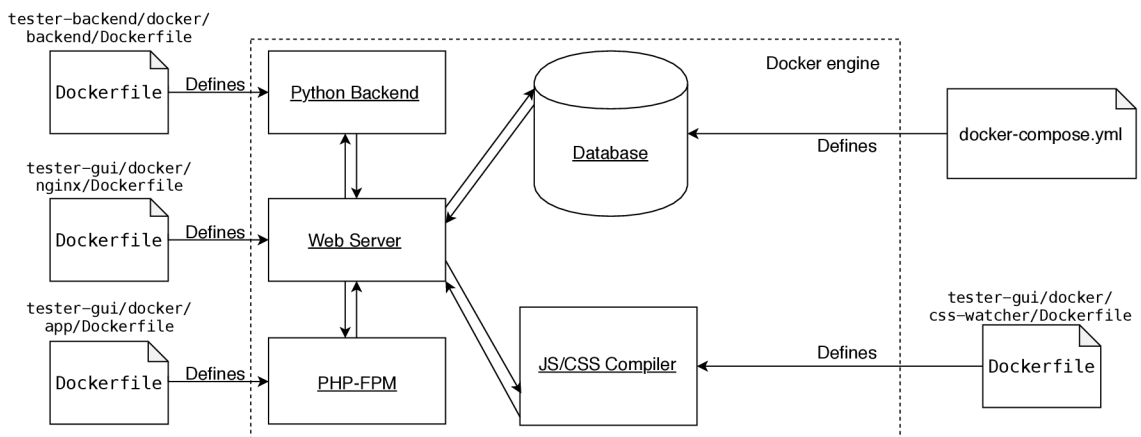 tester-backend/docker/
backend/Dockerfile
Dockerfile
Defines
Python Backend
Docker engine
Database
Defines
docker-compose.yml
tester-gui/docker/
nginx/Dockerfile
Dockerfile
Defines
Web Server
tester-gui/docker/
app/Dockerfile
Dockerfile
Defines
PHP-FPM
JS/CSS Compiler
Defines
tester-gui/docker/
css-watcher/Dockerfile
Dockerfile